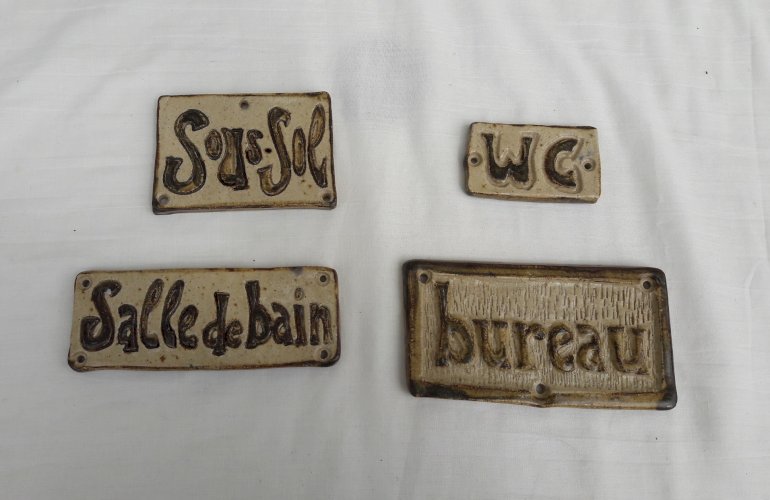 Sous-Sol
WC
Salle de bain
bureau